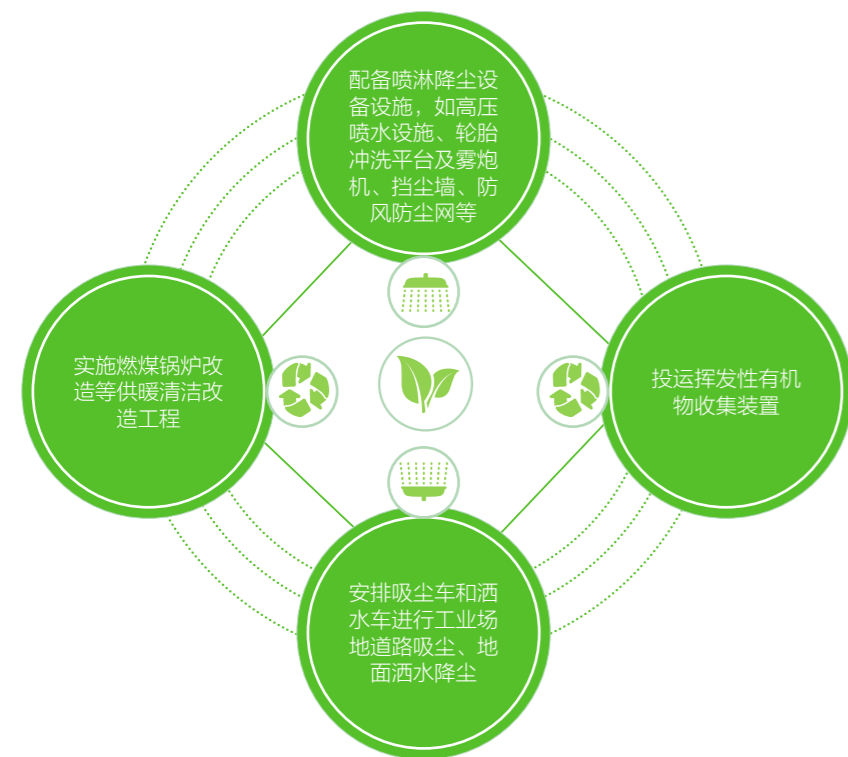 配备喷淋降尘设
备设施，如高压
喷水设施、轮胎
冲洗平台及雾炮
机、挡尘墙、防
风防尘网等
实施燃煤锅炉改
造等供暖清洁改
造工程
投运挥发性有机
物收集装置
安排吸尘车和洒
水车进行工业场
地道路吸尘、地
面洒水降尘